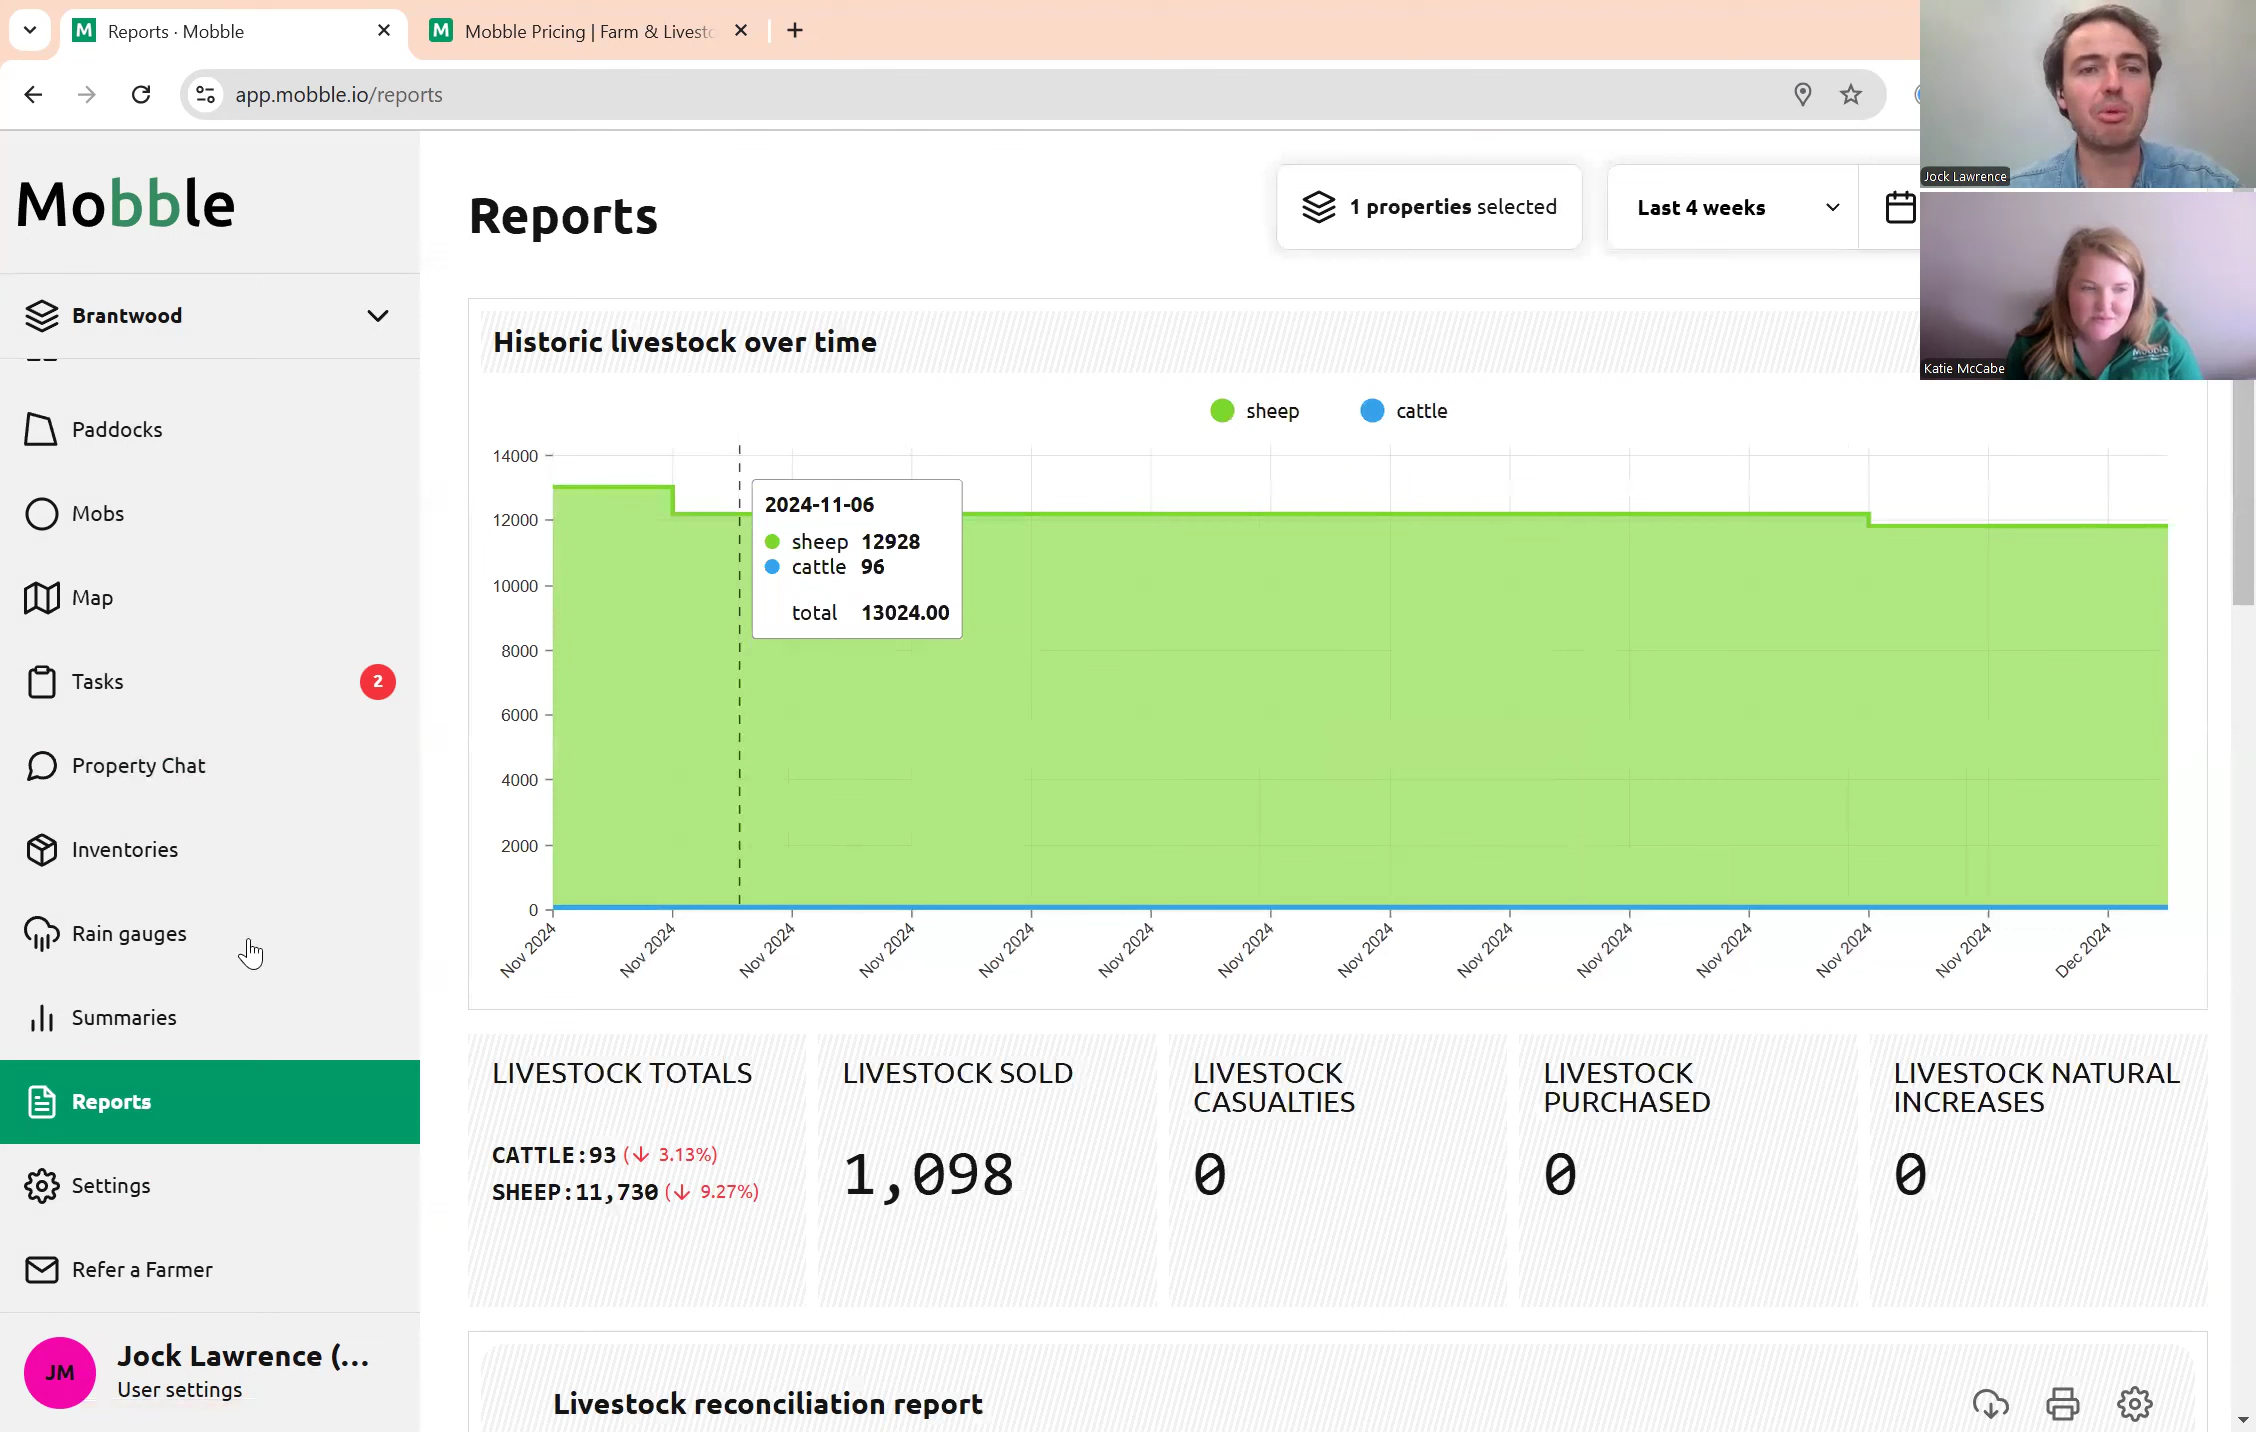 Reports · Mobble
Mobble Pricing | Farm & Livesto
app.mobble.io/reports
Jock Lawrence
Katie McCabe
Mobble
Brantwood
Paddocks
Mobs
Map
Tasks
2
Property Chat
Inventories
Rain gauges
Summaries
Reports
Settings
Refer a Farmer
JM
Jock Lawrence (...
User settings
Reports
1 properties selected
Last 4 weeks
Historic livestock over time
sheep
cattle
14000
12000
10000
8000
6000
4000
2000
0
2024-11-06
sheep 12928
cattle 96
total 13024.00
Nov 2024
Nov 2024
Nov 2024
Nov 2024
Nov 2024
Nov 2024
Nov 2024
Nov 2024
Nov 2024
Nov 2024
Nov 2024
Nov 2024
Nov 2024
Dec 2024
LIVESTOCK TOTALS
CATTLE:93 (↓ 3.13%)
SHEEP:11,730 (↓ 9.27%)
LIVESTOCK SOLD
1,098
LIVESTOCK
CASUALTIES
0
LIVESTOCK
PURCHASED
0
LIVESTOCK NATURAL
INCREASES
0
Livestock reconciliation report